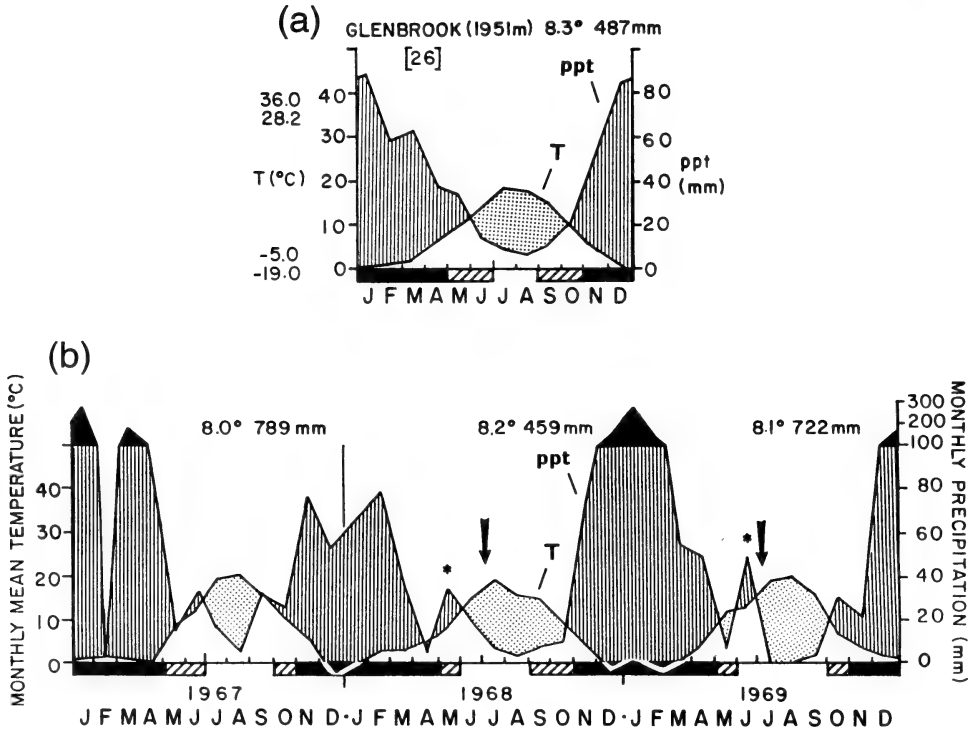 (a)
GLENBROOK (1951m) 8.3° 487mm
[26]
ppt
T
36.0
28.2
T (°C)
-5.0
-19.0
40
30
20
10
0
80
60
40
20
0
ppt
(mm)
J F M A M J J A S O N D
(b)
MONTHLY MEAN TEMPERATURE (°C)
40
30
20
10
0
8.0° 789 mm
8.2° 459 mm
8.1° 722 mm
ppt
T
*
*
300
200
100
80
60
40
20
0
MONTHLY PRECIPITATION (mm)
1967
1968
1969
J F M A M J J A S O N D · J F M A M J J A S O N D · J F M A M J J A S O N D